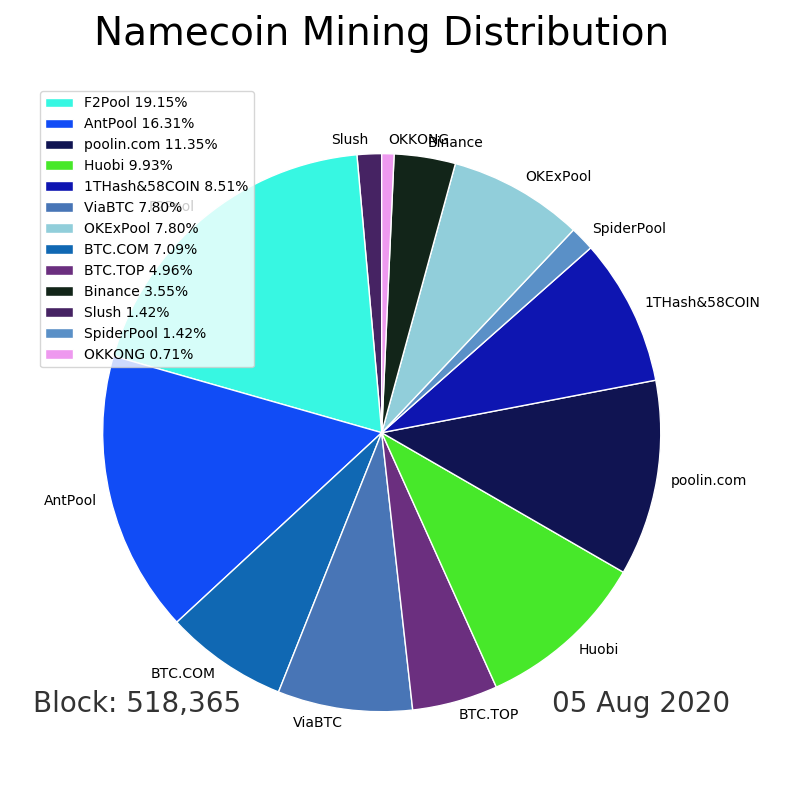 Namecoin Mining Distribution
F2Pool 19.15%
AntPool 16.31%
poolin.com 11.35%
Huobi 9.93%
1THash&58COIN 8.51%
ViaBTC 7.80%
OKExPool 7.80%
BTC.COM 7.09%
BTC.TOP 4.96%
Binance 3.55%
Slush 1.42%
SpiderPool 1.42%
OKKONG 0.71%
Slush
OKKONG
Binance
OKExPool
SpiderPool
1THash&58COIN
poolin.com
Huobi
BTC.TOP
ViaBTC
BTC.COM
AntPool
Block: 518,365
05 Aug 2020